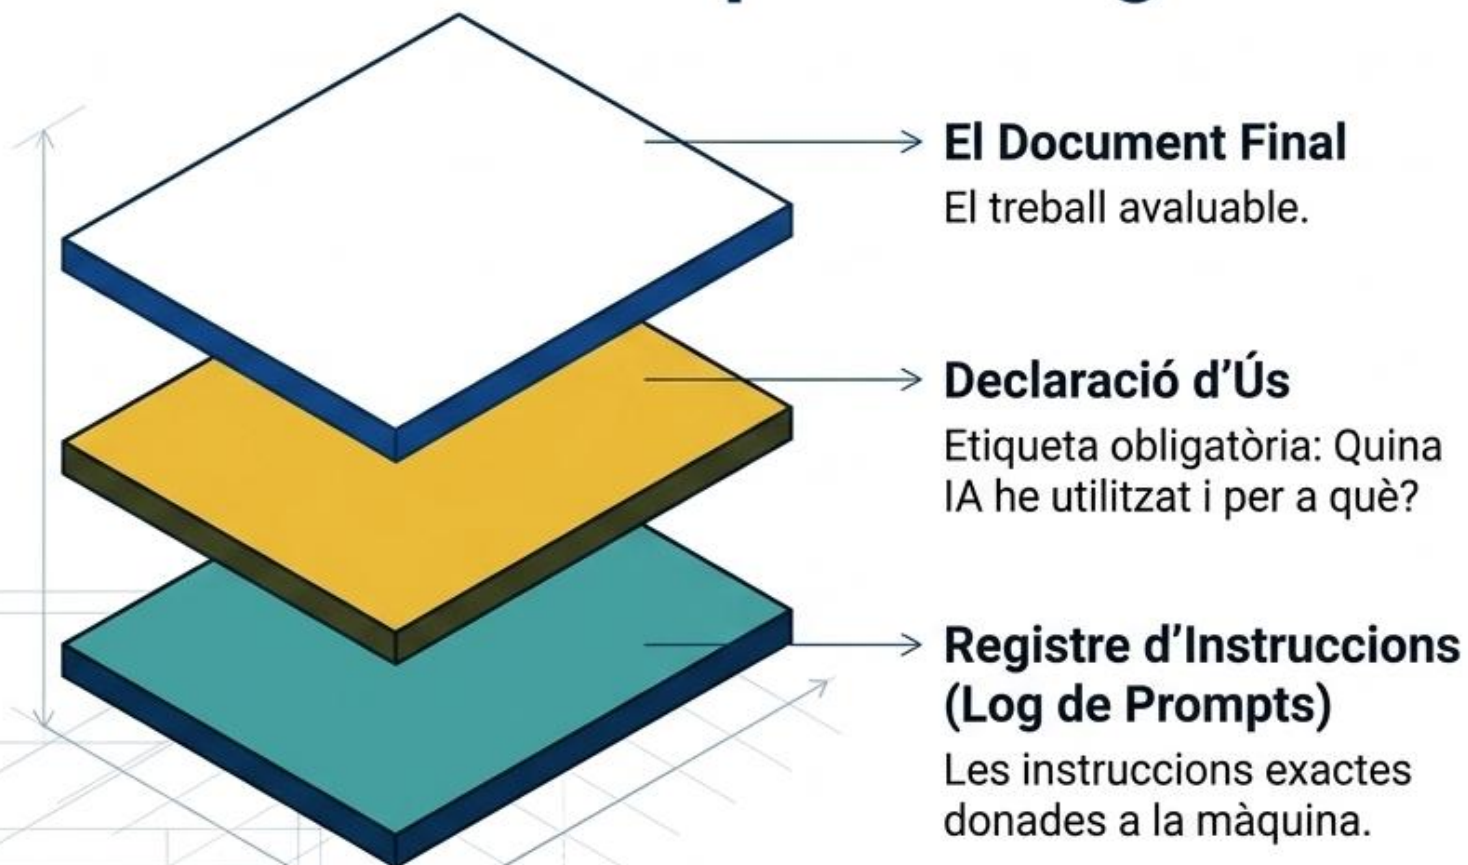 El Document Final
El treball avaluable.
Declaració d’Ús
Etiqueta obligatòria: Quina
IA he utilitzat i per a què?
Registre d’Instruccions
(Log de Prompts)
Les instruccions exactes
donades a la màquina.